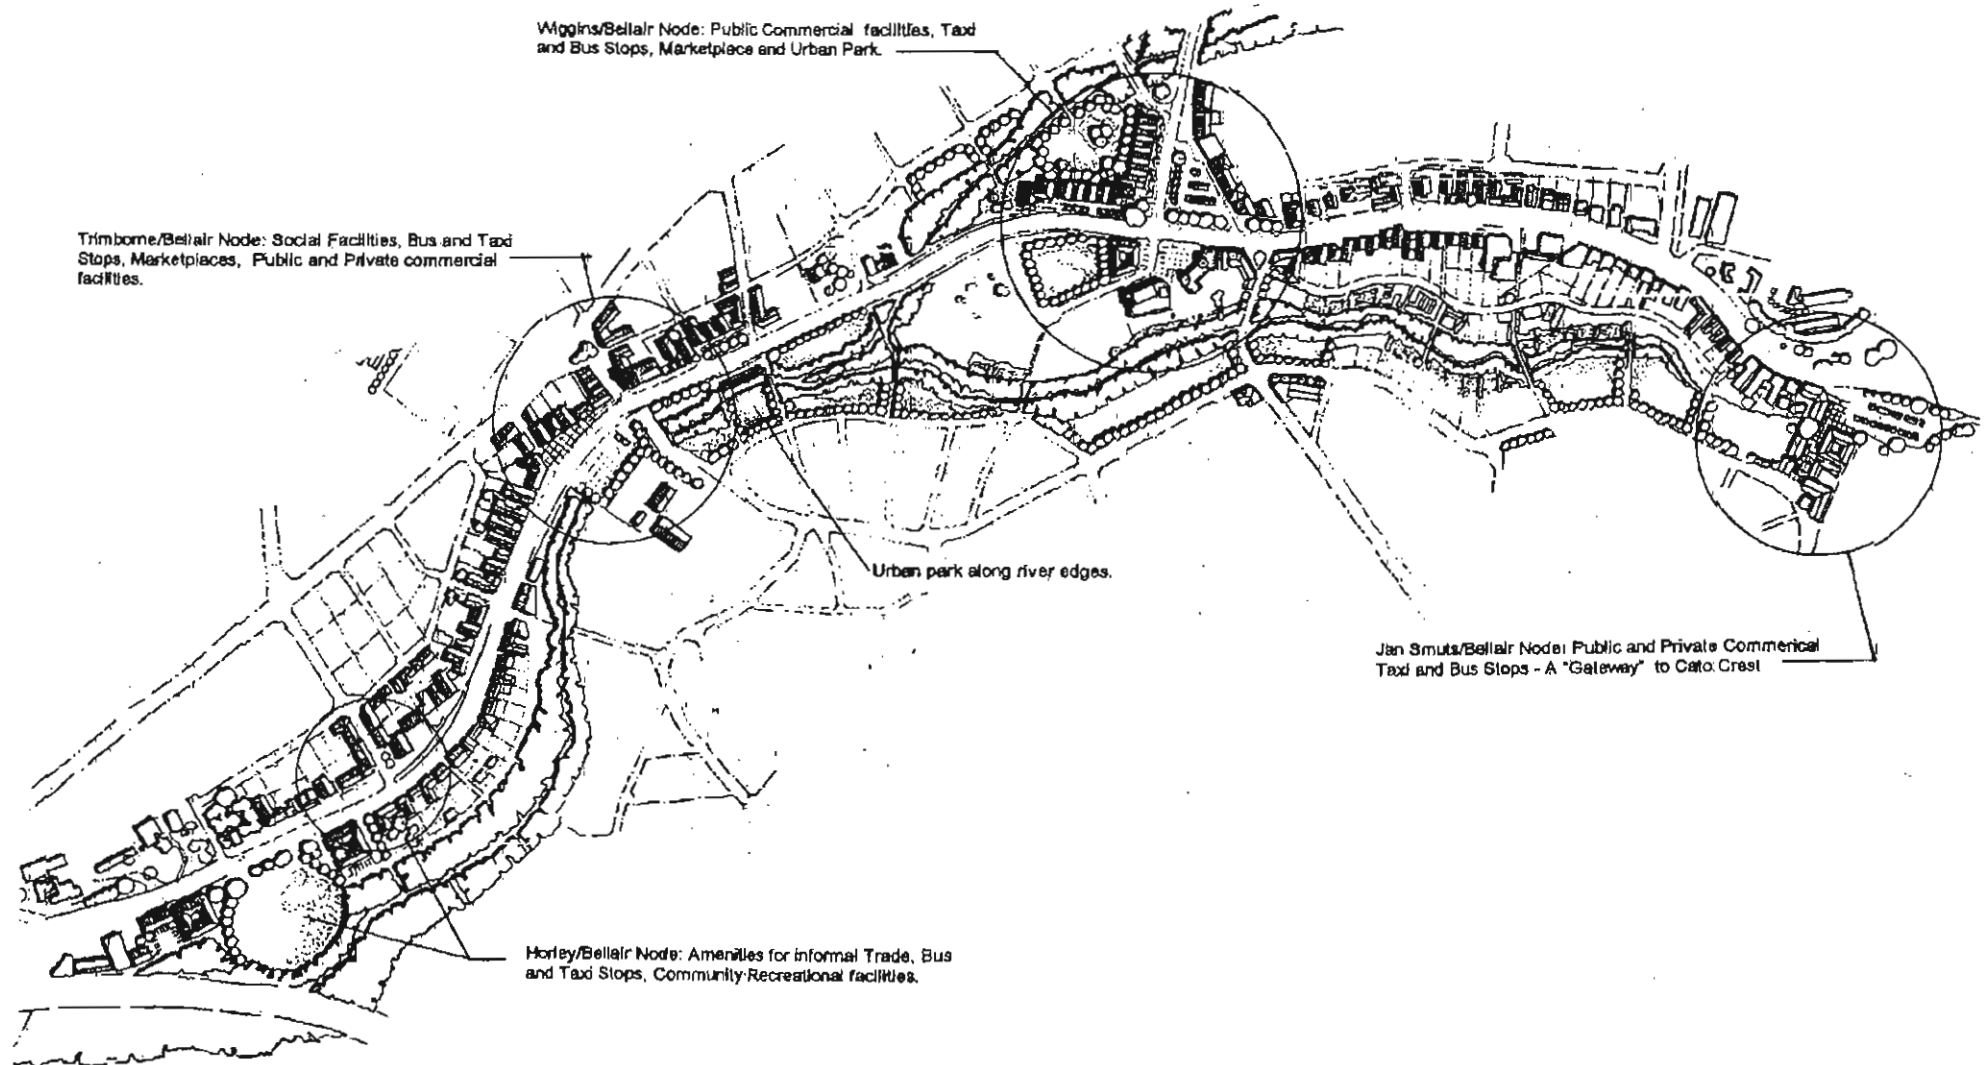 Wiggins/Bellair Node: Public Commercial facilities, Taxi
and Bus Stops, Marketplace and Urban Park.
Trimborne/Bellair Node: Social Facilities, Bus and Taxi
Stops, Marketplaces, Public and Private commercial
facilities.
Urban park along river edges.
Jan Smuts/Bellair Node: Public and Private Commerical
Taxi and Bus Stops - A "Gateway" to Cato Crest
Horley/Bellair Node: Amenities for informal Trade, Bus
and Taxi Stops, Community Recreational facilities.